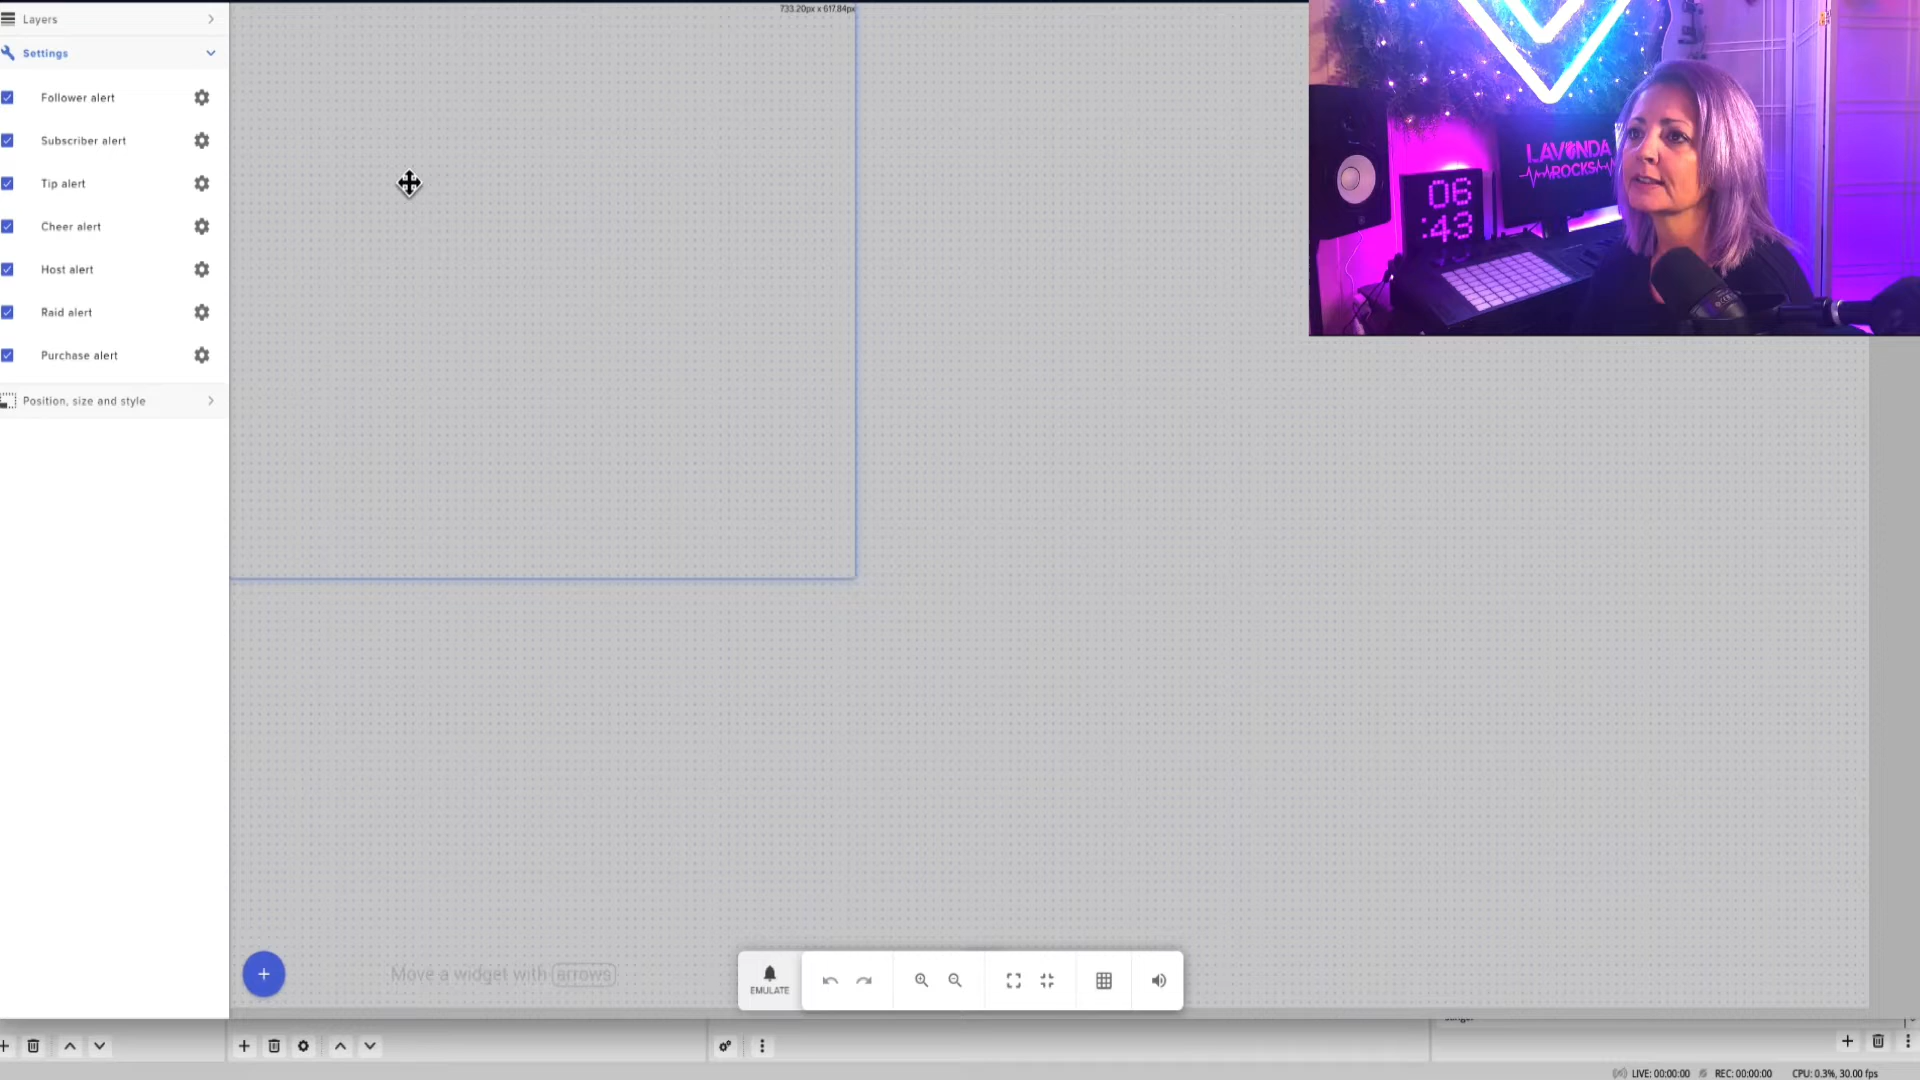 Layers
Settings
Follower alert
Subscriber alert
Tip alert
Cheer alert
Host alert
Raid alert
Purchase alert
Position, size and style
733.20px x 617.84px
LAVONDA
ROCKS
06
:43
Move a widget with arrows
EMULATE
LIVE: 00:00:00
REC: 00:00:00
CPU: 0.3%, 30.00 fps